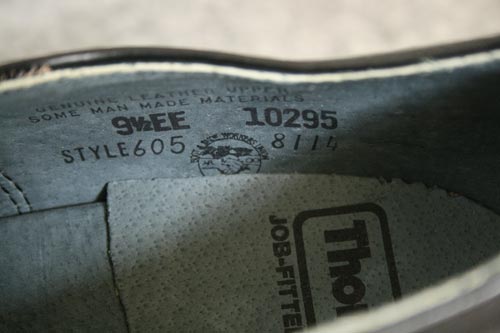 GENUINE LEATHER UPPER
SOME MAN MADE MATERIALS
9½EE 10295
STYLE605 8114
Tho
JOB-FITTE